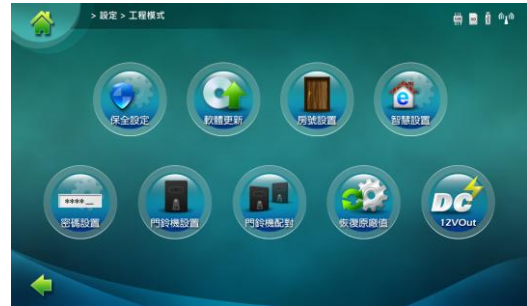 > 設定 > 工程模式
保全設定
軟體更新
房號設置
智慧設置
****_
密碼設置
門鈴機設置
門鈴機配對
恢復原廠值
DC
12VOut